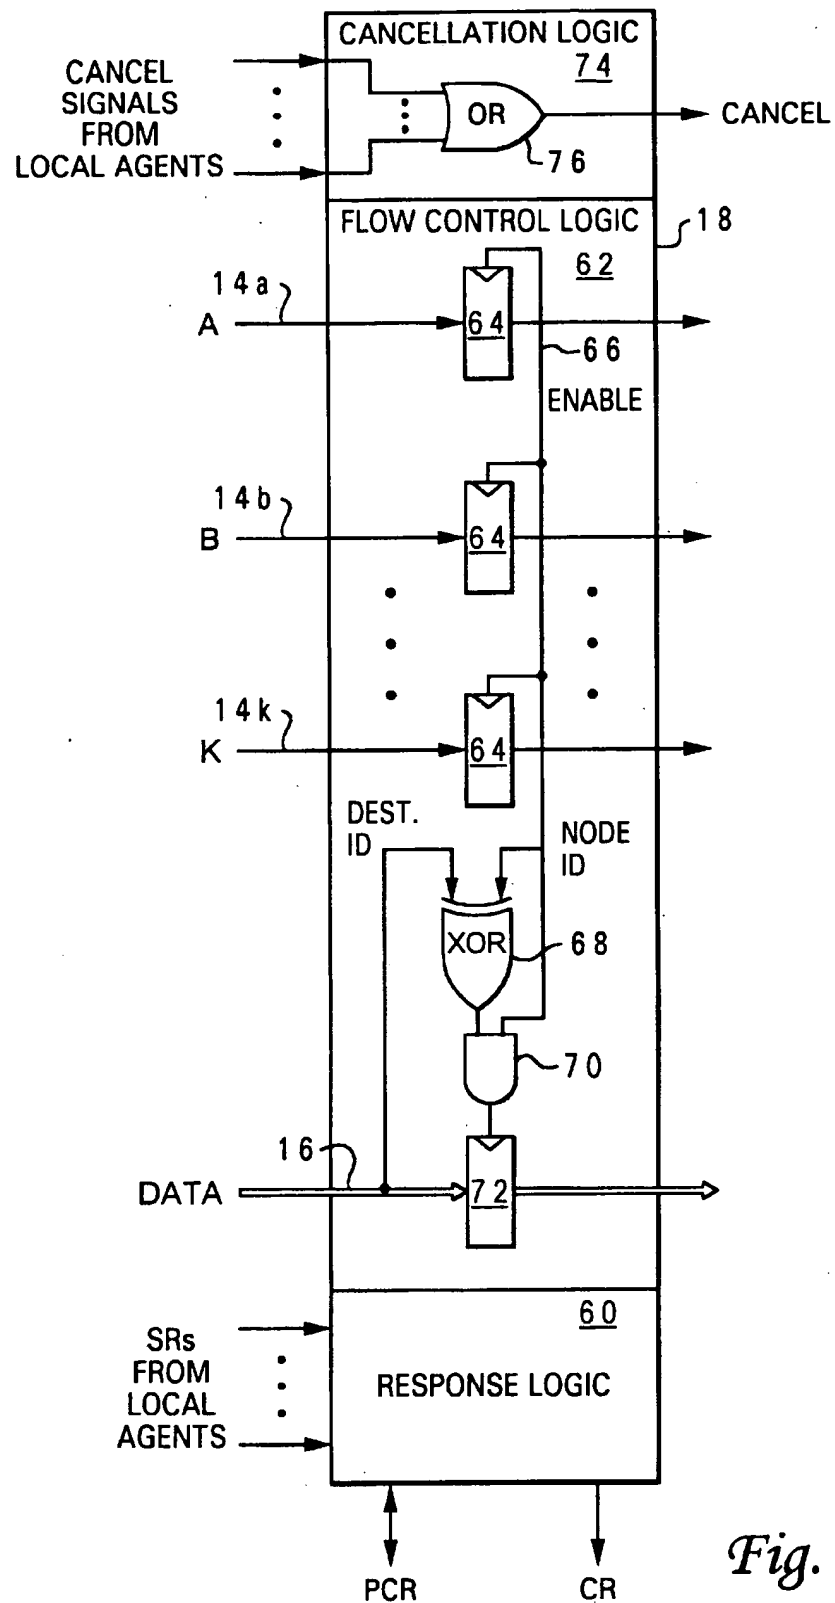 CANCELLATION LOGIC
74
CANCEL
SIGNALS
FROM
LOCAL AGENTS
OR
76
CANCEL
FLOW CONTROL LOGIC
62
18
14a
A
64
66
ENABLE
14b
B
64
14k
K
64
DEST.
ID
NODE
ID
XOR
68
70
16
DATA
72
60
SRs
FROM
LOCAL
AGENTS
RESPONSE LOGIC
PCR
CR
Fig.